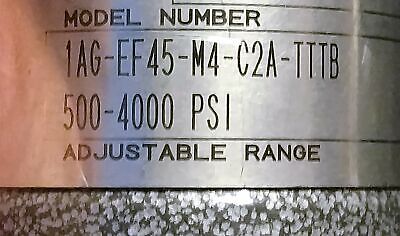 MODEL NUMBER
1AG-EF45-M4-C2A-TTTB
500-4000 PSI
ADJUSTABLE RANGE